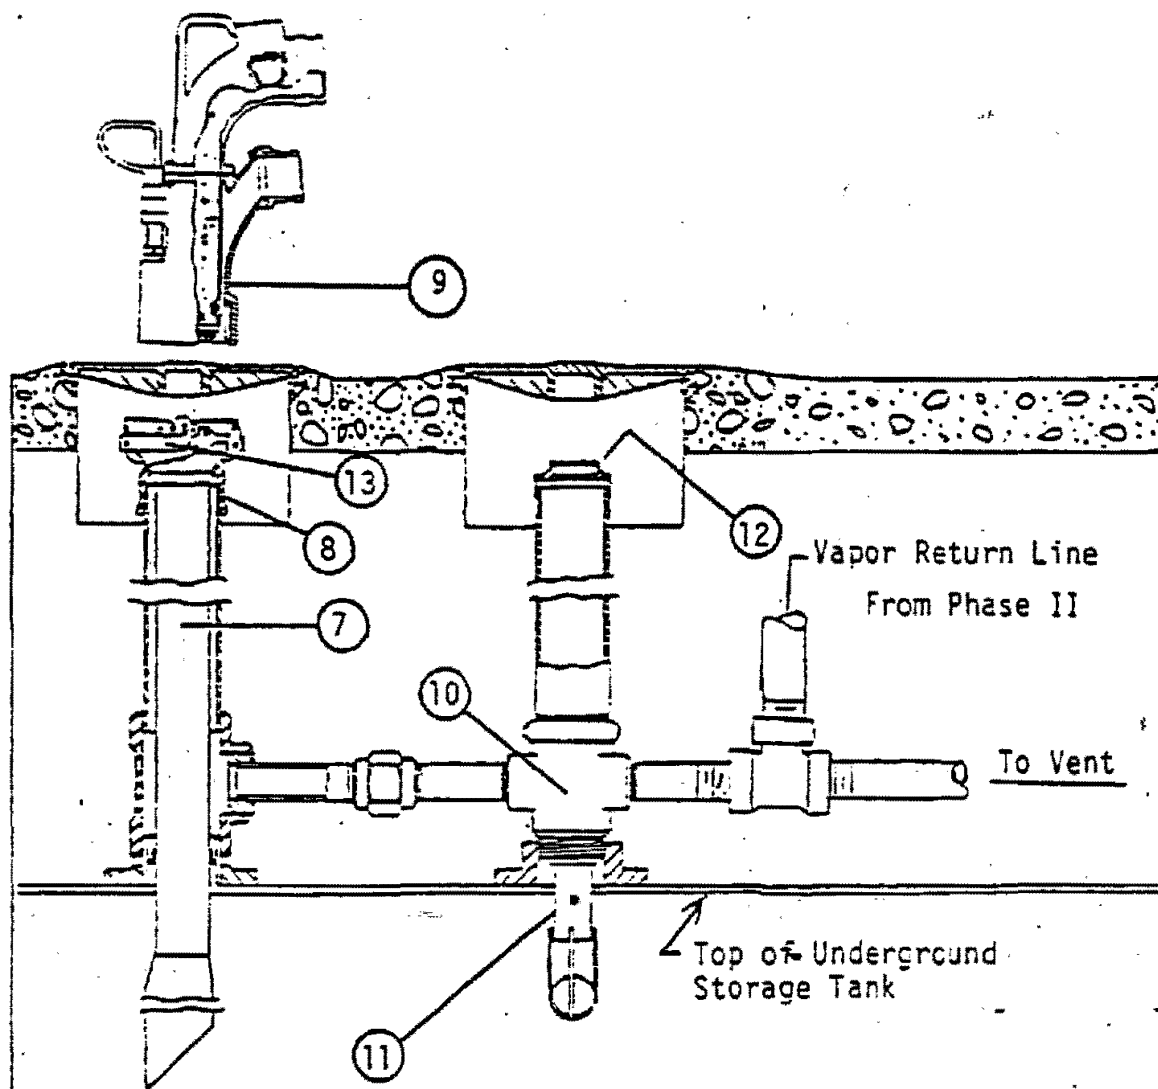 9
13
8
12
Vapor Return Line
From Phase II
7
10
To Vent
Top of Underground
Storage Tank
11